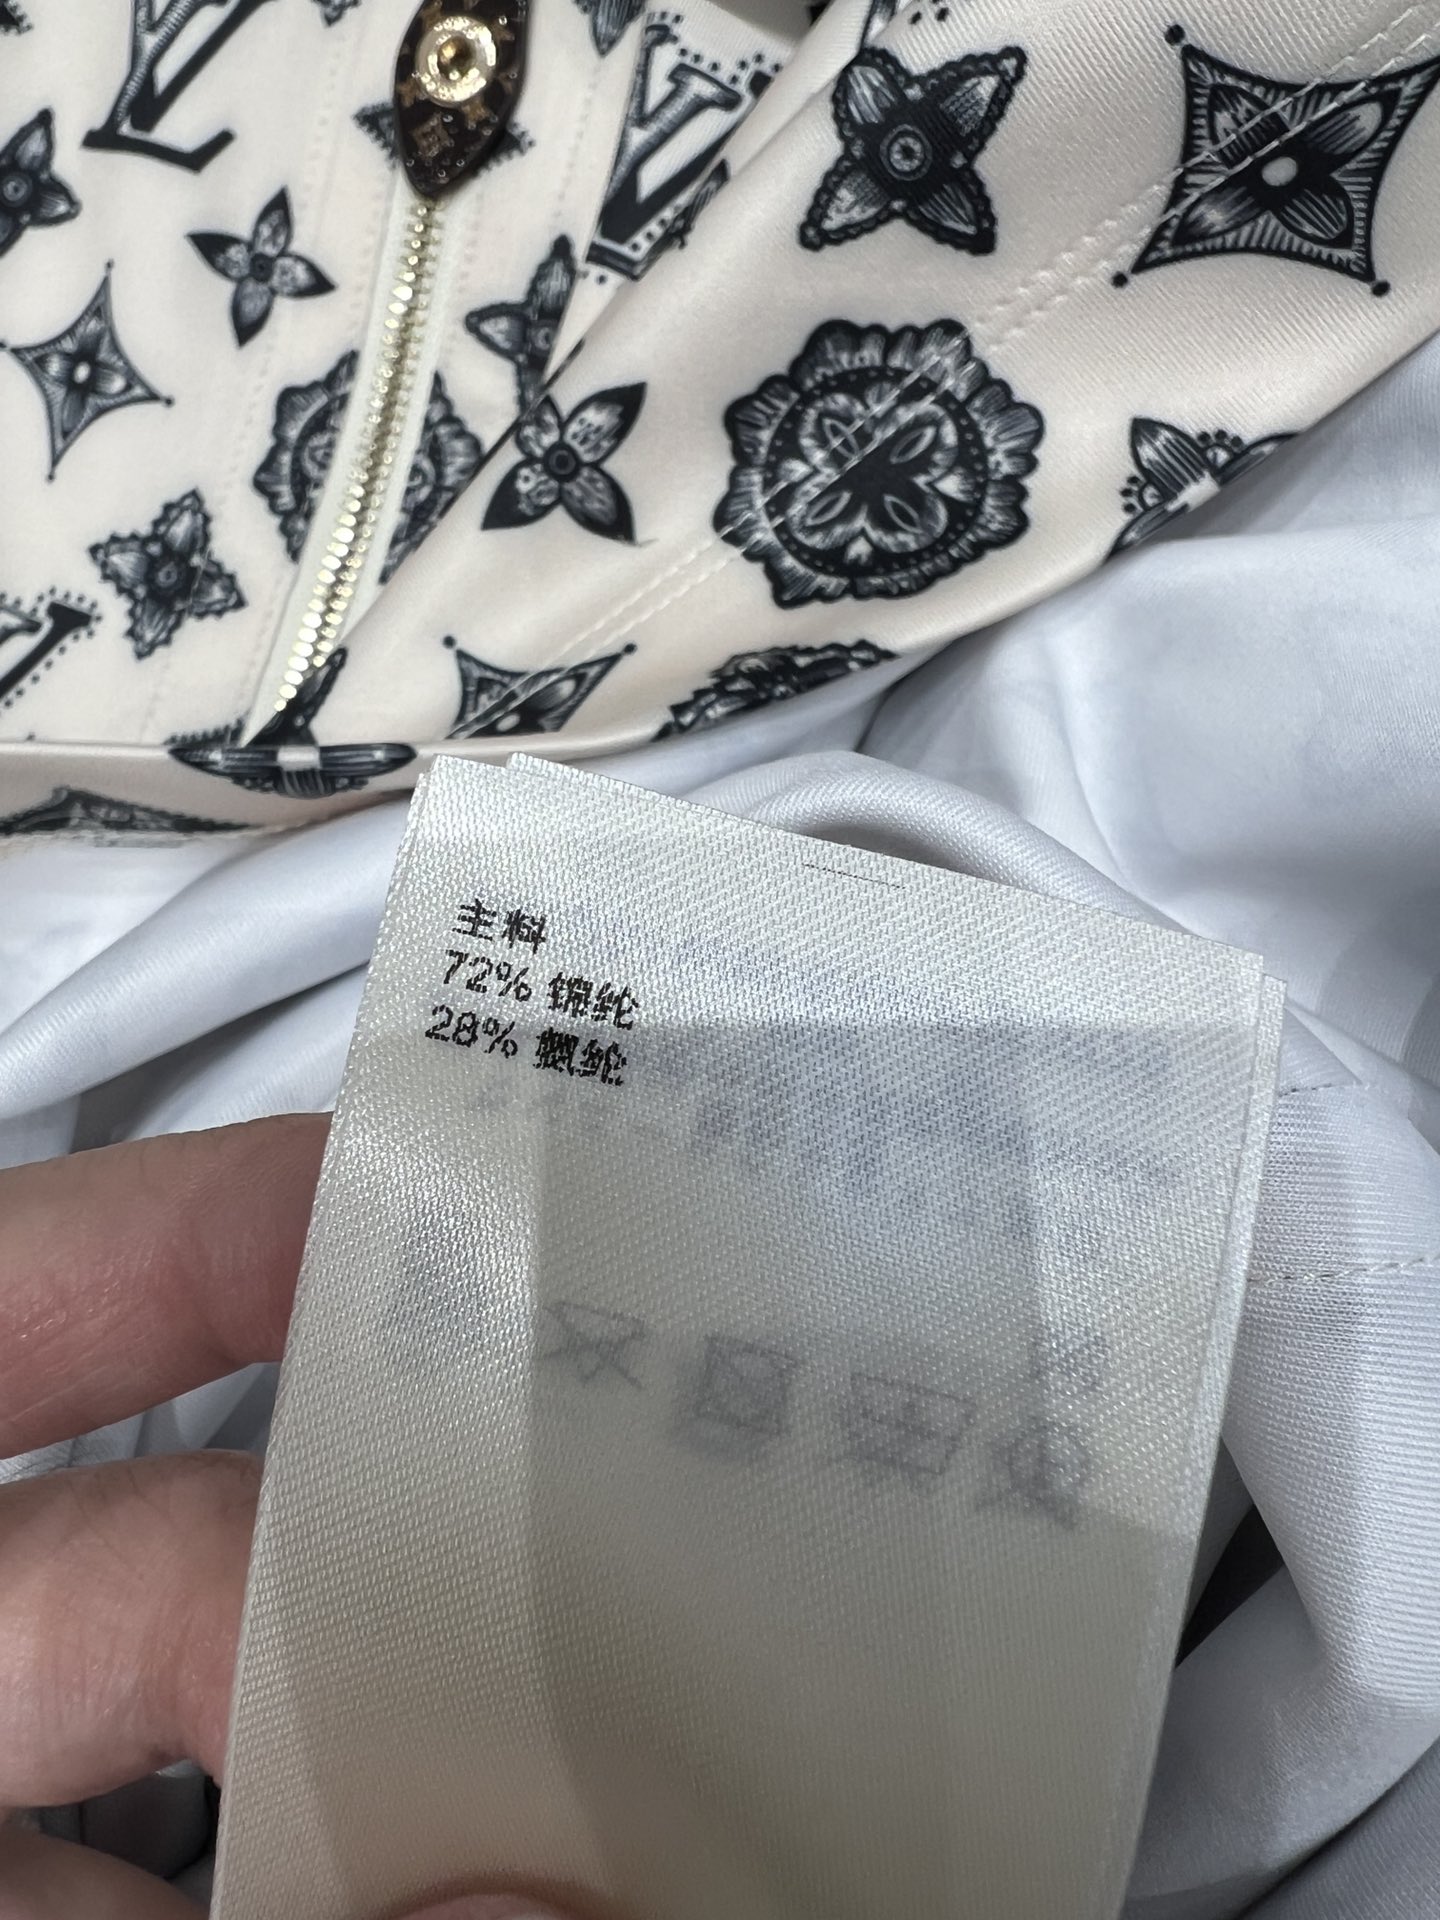 主料
72% 锦纶
28% 氨纶